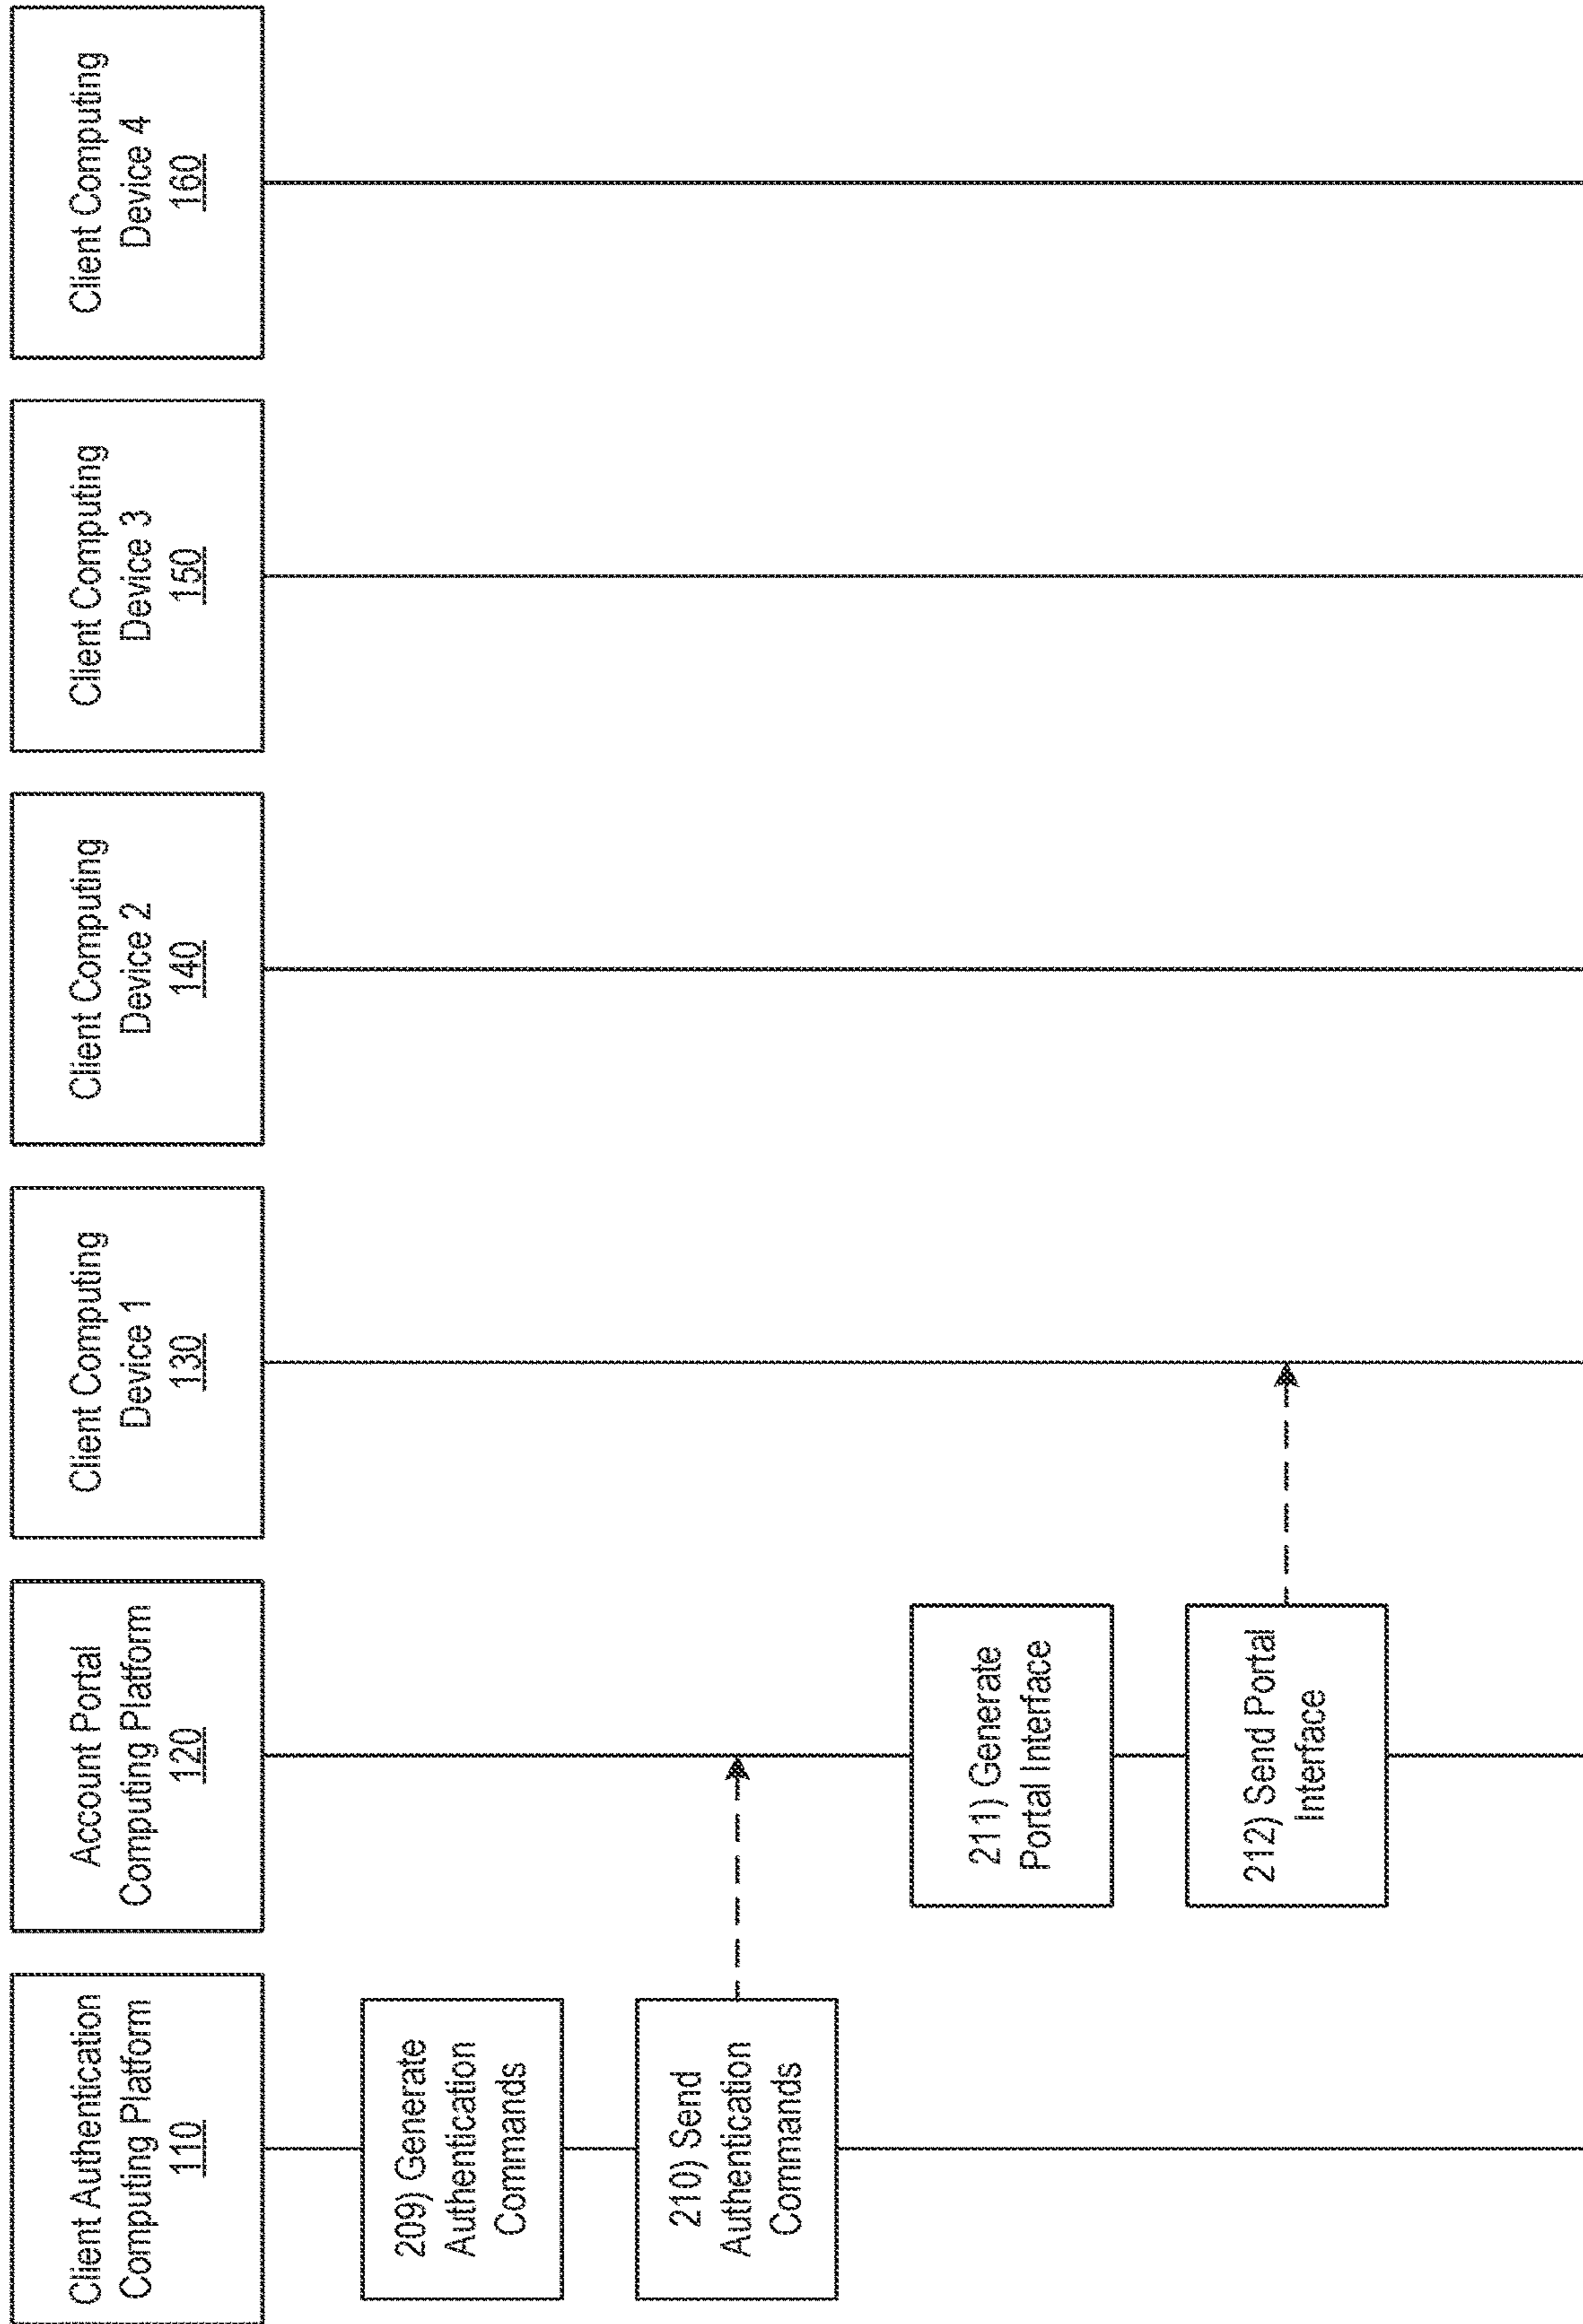 Client Authentication
Computing Platform
110
Account Portal
Computing Platform
120
Client Computing
Device 1
130
Client Computing
Device 2
140
Client Computing
Device 3
150
Client Computing
Device 4
160
209) Generate
Authentication
Commands
210) Send
Authentication
Commands
211) Generate
Portal Interface
212) Send Portal
Interface